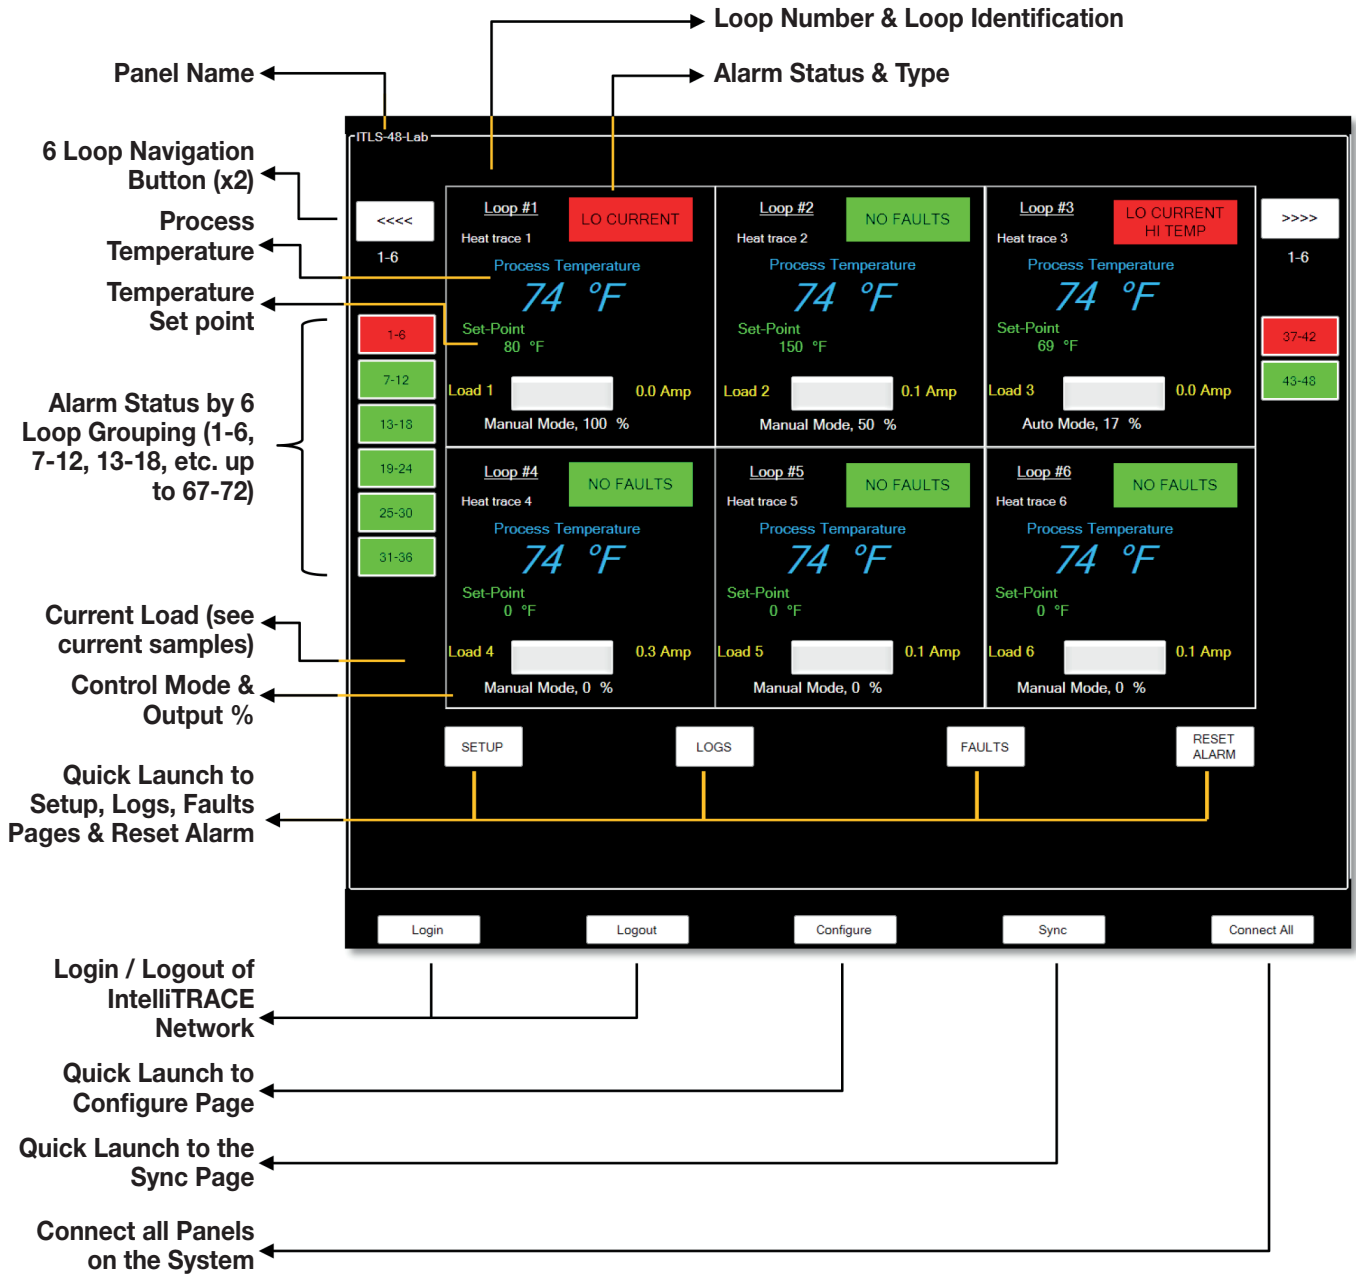 Loop Number & Loop Identification
Panel Name
Alarm Status & Type
ITLS-48-Lab
6 Loop Navigation
Button (x2)
Process
Temperature
Temperature
Set point
Alarm Status by 6
Loop Grouping (1-6,
7-12, 13-18, etc. up
to 67-72)
Current Load (see
current samples)
Control Mode &
Output %
Quick Launch to
Setup, Logs, Faults
Pages & Reset Alarm
<<<<
1-6
1-6
7-12
13-18
19-24
25-30
31-36
Loop #1
LO CURRENT
Heat trace 1
Process Temperature
74 °F
Set-Point
80 °F
Load 1
0.0 Amp
Manual Mode, 100 %
Loop #2
NO FAULTS
Heat trace 2
Process Temperature
74 °F
Set-Point
150 °F
Load 2
0.1 Amp
Manual Mode, 50 %
Loop #3
LO CURRENT
HI TEMP
Heat trace 3
Process Temperature
74 °F
Set-Point
69 °F
Load 3
0.0 Amp
Auto Mode, 17 %
>>>>
1-6
37-42
43-48
Loop #4
NO FAULTS
Heat trace 4
Process Temperature
74 °F
Set-Point
0 °F
Load 4
0.3 Amp
Manual Mode, 0 %
Loop #5
NO FAULTS
Heat trace 5
Process Temparature
74 °F
Set-Point
0 °F
Load 5
0.1 Amp
Manual Mode, 0 %
Loop #6
NO FAULTS
Heat trace 6
Process Temperature
74 °F
Set-Point
0 °F
Load 6
0.1 Amp
Manual Mode, 0 %
SETUP
LOGS
FAULTS
RESET
ALARM
Login
Logout
Configure
Sync
Connect All
Login / Logout of
IntelliTRACE
Network
Quick Launch to
Configure Page
Quick Launch to the
Sync Page
Connect all Panels
on the System